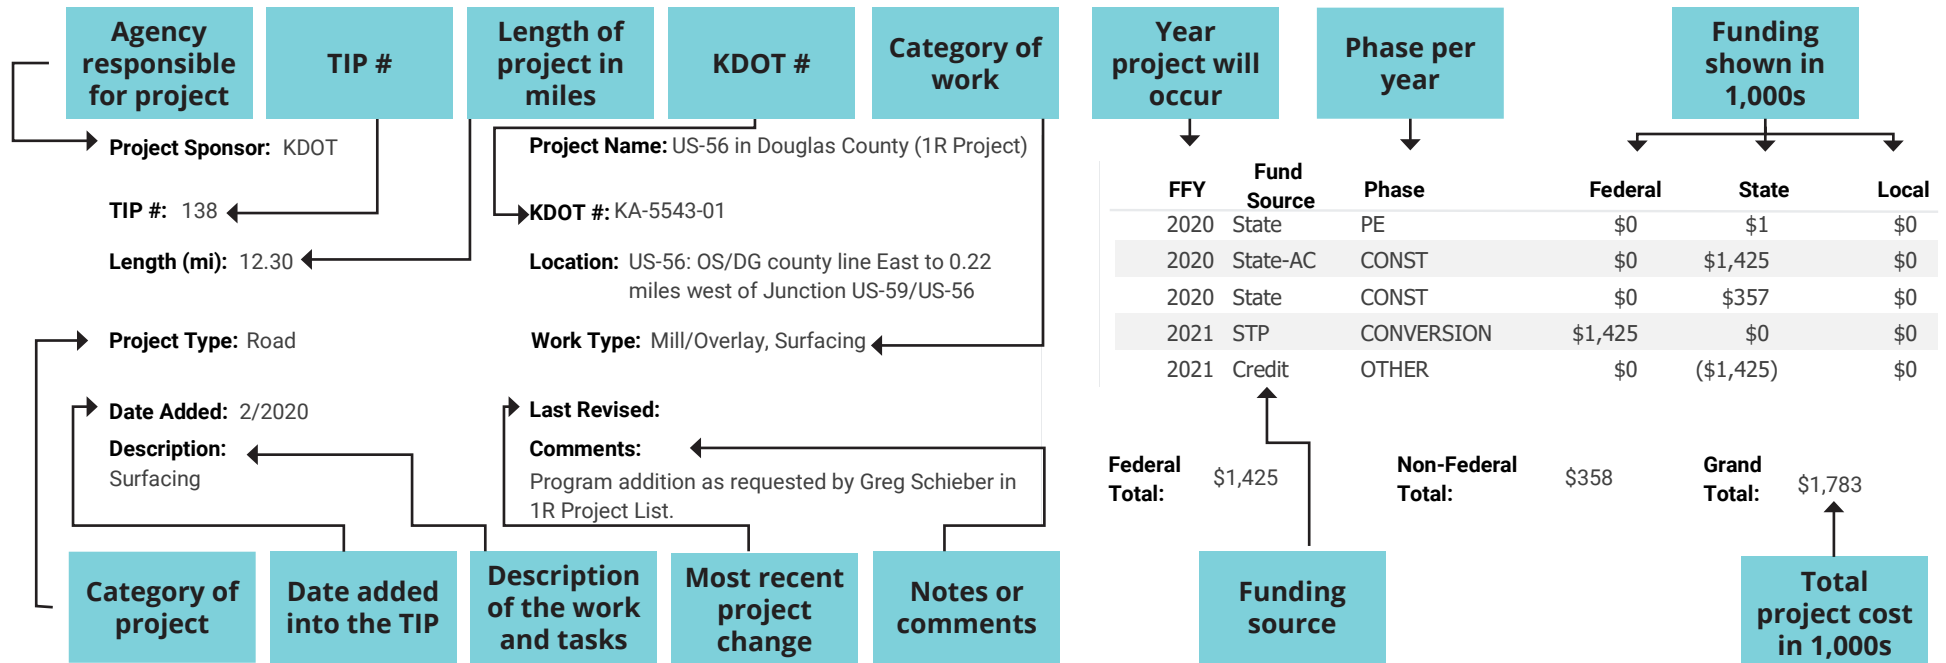 Agency
responsible
for project
TIP #
Length of
project in
miles
KDOT #
Category of
work
Year
project will
occur
Phase per
year
Funding
shown in
1,000s
Project Sponsor: KDOT
Project Name: US-56 in Douglas County (1R Project)
TIP #: 138
KDOT #: KA-5543-01
Length (mi): 12.30
Location: US-56: OS/DG county line East to 0.22
miles west of Junction US-59/US-56
Project Type: Road
Work Type: Mill/Overlay, Surfacing
Date Added: 2/2020
Last Revised:
Description:
Surfacing
Comments:
Program addition as requested by Greg Schieber in
1R Project List.
FFY Fund Source Phase Federal State Local
2020 State PE $0 $1 $0
2020 State-AC CONST $0 $1,425 $0
2020 State CONST $0 $357 $0
2021 STP CONVERSION $1,425 $0 $0
2021 Credit OTHER $0 ($1,425) $0
Federal
Total: $1,425
Non-Federal
Total: $358
Grand
Total: $1,783
Category of
project
Date added
into the TIP
Description
of the work
and tasks
Most recent
project
change
Notes or
comments
Funding
source
Total
project cost
in 1,000s